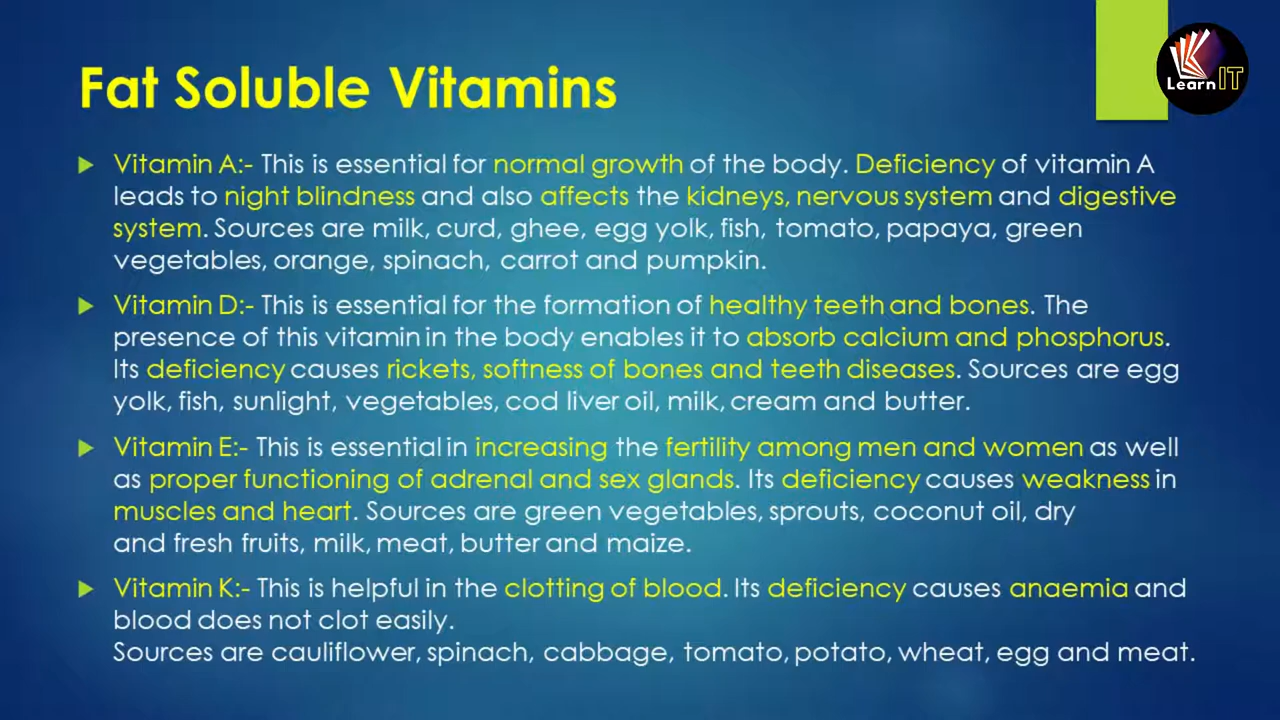 Fat Soluble Vitamins
Learn IT
Vitamin A:- This is essential for normal growth of the body. Deficiency of vitamin A
leads to night blindness and also affects the kidneys, nervous system and digestive
system. Sources are milk, curd, ghee, egg yolk, fish, tomato, papaya, green
vegetables, orange, spinach, carrot and pumpkin.
Vitamin D:- This is essential for the formation of healthy teeth and bones. The
presence of this vitamin in the body enables it to absorb calcium and phosphorus.
Its deficiency causes rickets, softness of bones and teeth diseases. Sources are egg
yolk, fish, sunlight, vegetables, cod liver oil, milk, cream and butter.
Vitamin E:- This is essential in increasing the fertility among men and women as well
as proper functioning of adrenal and sex glands. Its deficiency causes weakness in
muscles and heart. Sources are green vegetables, sprouts, coconut oil, dry
and fresh fruits, milk, meat, butter and maize.
Vitamin K:- This is helpful in the clotting of blood. Its deficiency causes anaemia and
blood does not clot easily.
Sources are cauliflower, spinach, cabbage, tomato, potato, wheat, egg and meat.